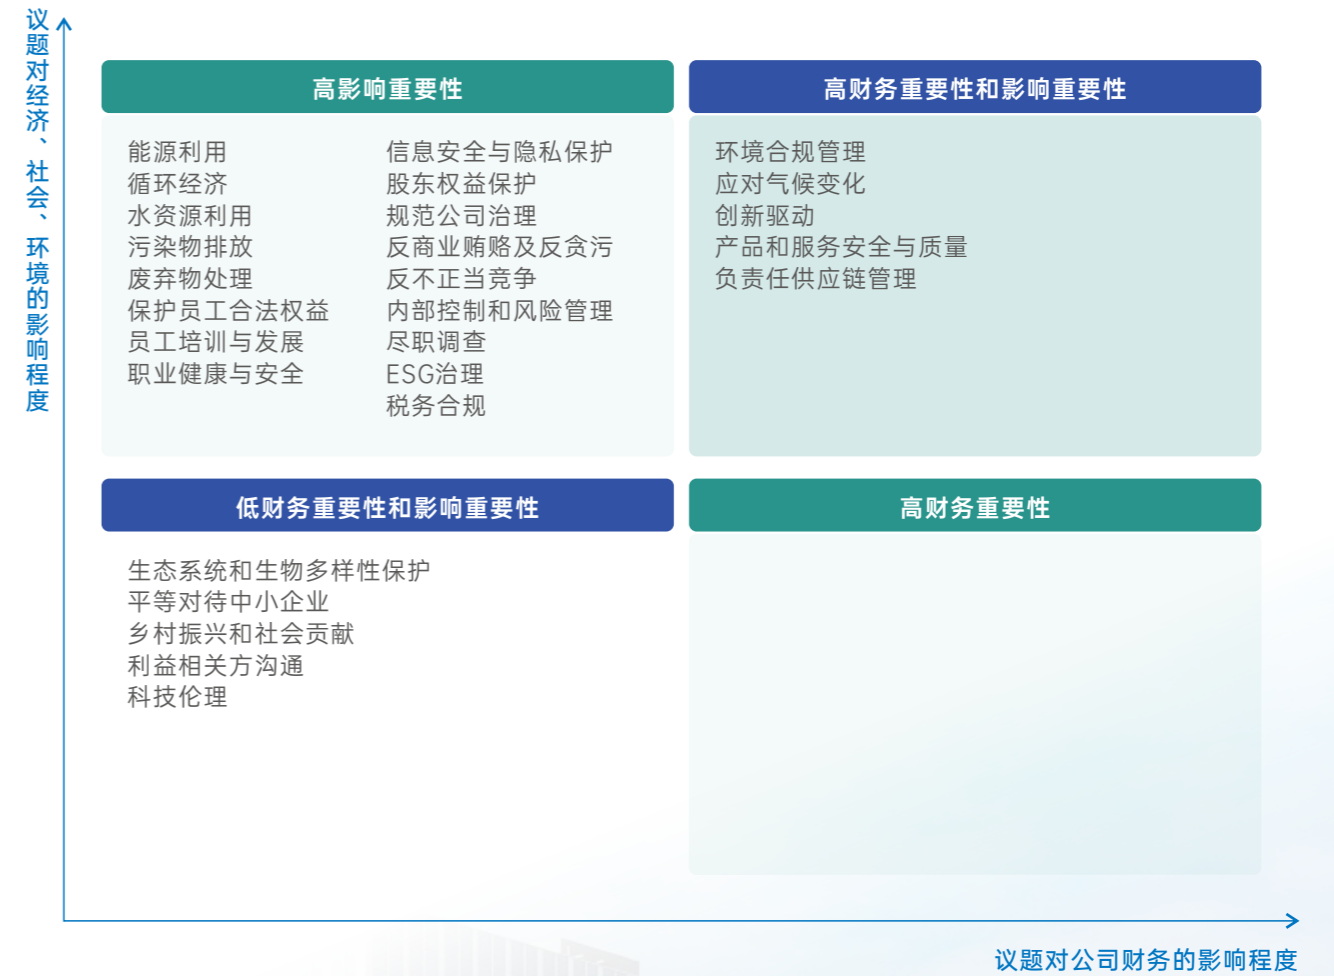 议题对经济、社会、环境的影响程度
高影响重要性
能源利用
循环经济
水资源利用
污染物排放
废弃物处理
保护员工合法权益
员工培训与发展
职业健康与安全
信息安全与隐私保护
股东权益保护
规范公司治理
反商业贿赂及反贪污
反不正当竞争
内部控制和风险管理
尽职调查
ESG治理
税务合规
高财务重要性和影响重要性
环境合规管理
应对气候变化
创新驱动
产品和服务安全与质量
负责任供应链管理
低财务重要性和影响重要性
生态系统和生物多样性保护
平等对待中小企业
乡村振兴和社会贡献
利益相关方沟通
科技伦理
高财务重要性
议题对公司财务的影响程度